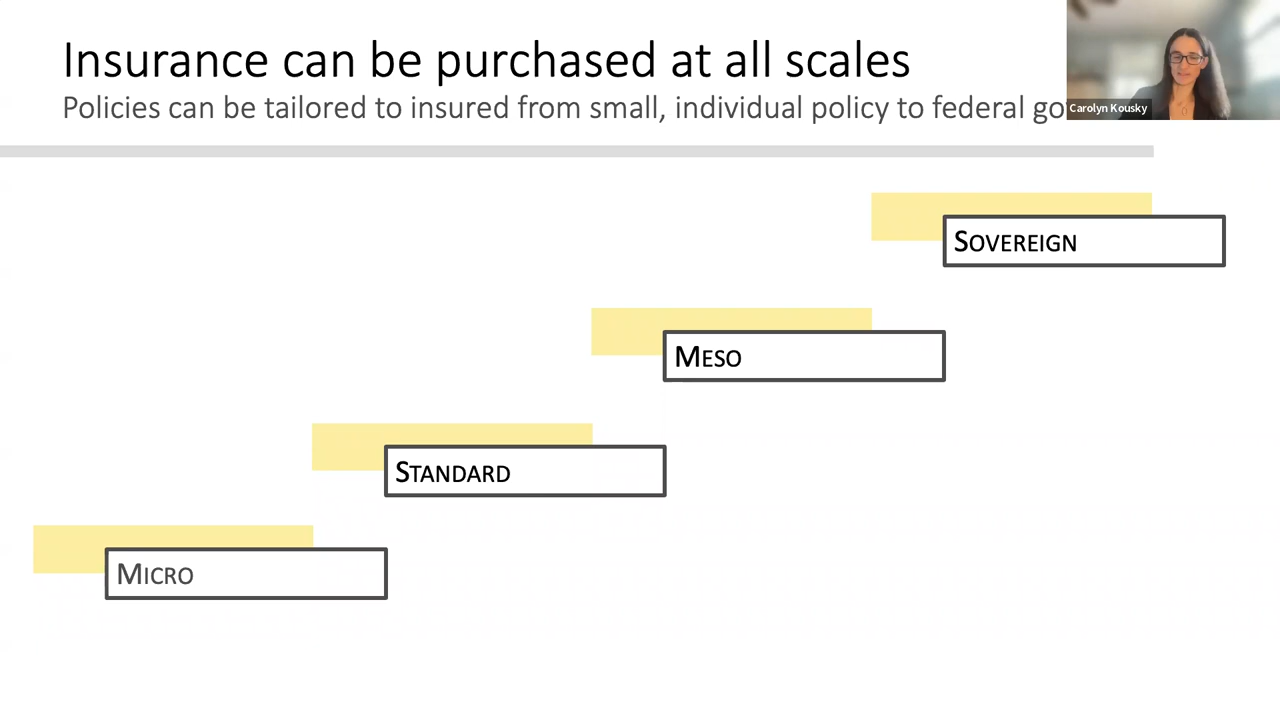 Insurance can be purchased at all scales
Policies can be tailored to insured from small, individual policy to federal go
Carolyn Kousky
SOVEREIGN
MESO
STANDARD
MICRO